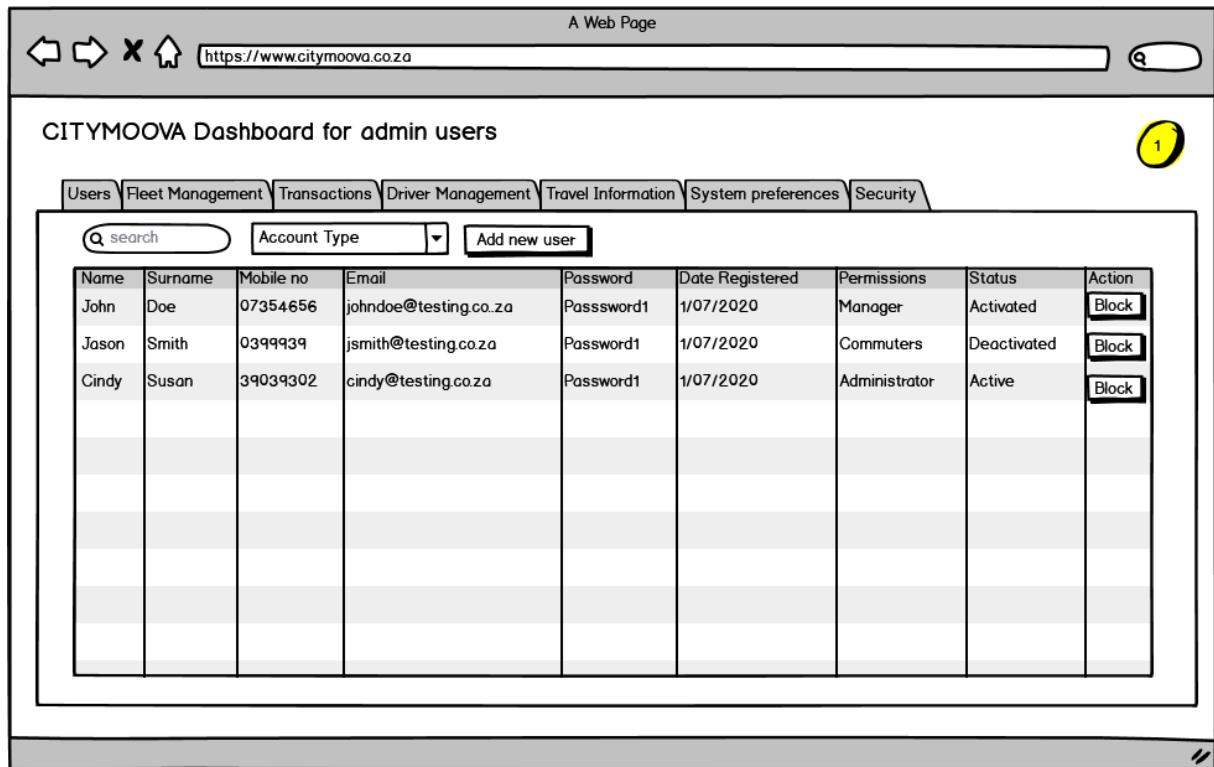 A Web Page
https://www.citymoova.co.za
CITYMOOVA Dashboard for admin users
1
Users Fleet Management Transactions Driver Management Travel Information System preferences Security
search Account Type Add new user
Name Surname Mobile no Email Password Date Registered Permissions Status Action
John Doe 07354656 johndoe@testing.co..za Passsword1 1/07/2020 Manager Activated Block
Jason Smith 0399939 jsmith@testing.co.za Password1 1/07/2020 Commuters Deactivated Block
Cindy Susan 39039302 cindy@testing.co.za Password1 1/07/2020 Administrator Active Block